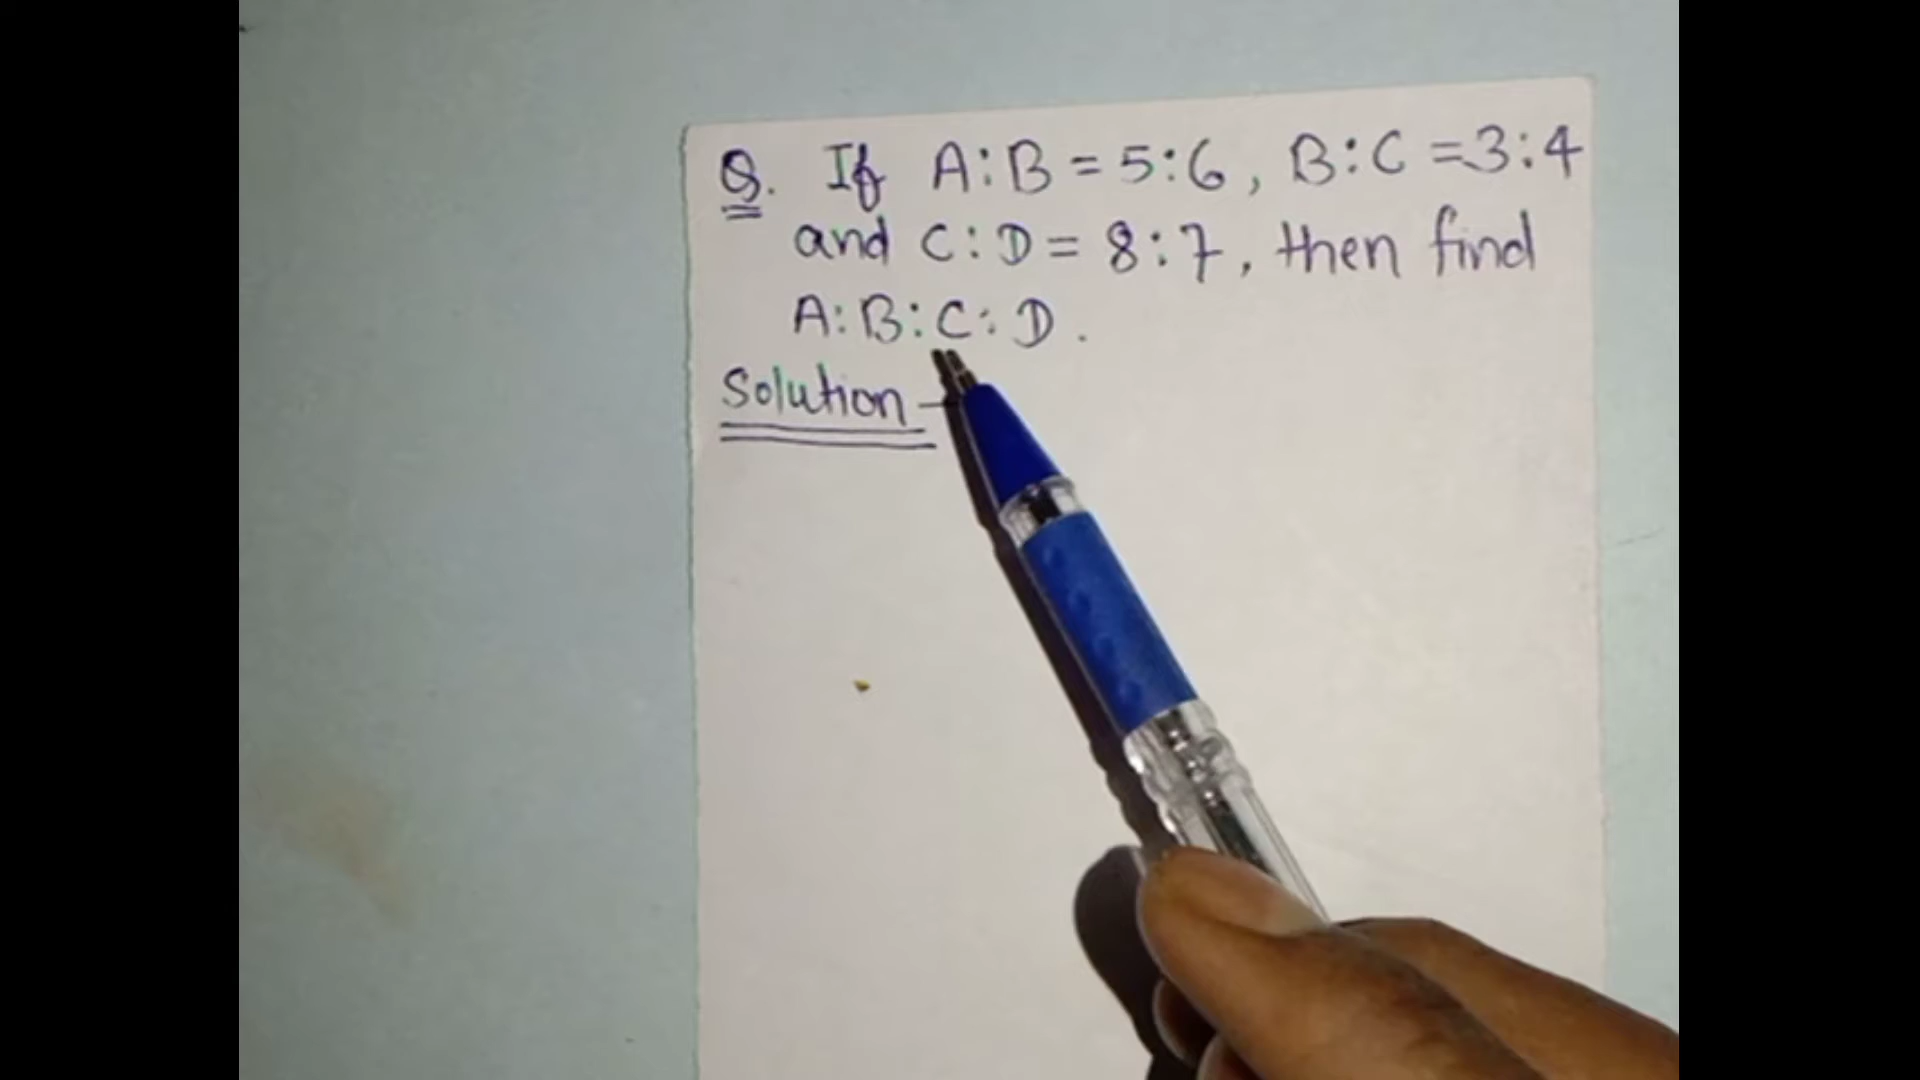 Q. If A:B = 5:6, B:C = 3:4
and C:D = 8:7, then find
A:B:C:D.
Solution -